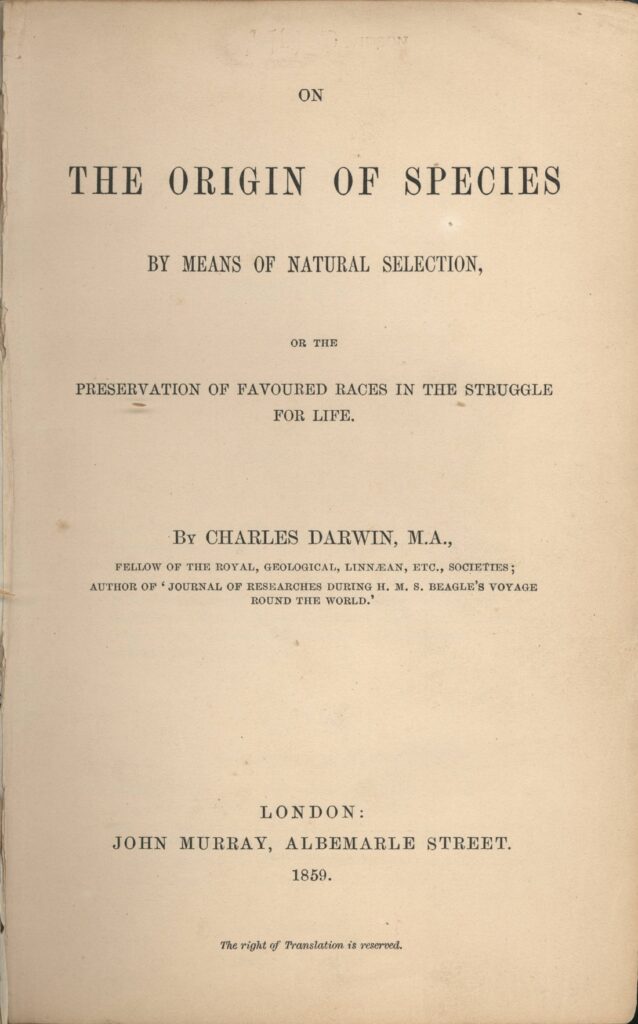 ON
THE ORIGIN OF SPECIES
BY MEANS OF NATURAL SELECTION,
OR THE
PRESERVATION OF FAVOURED RACES IN THE STRUGGLE
FOR LIFE.
By CHARLES DARWIN, M.A.,
FELLOW OF THE ROYAL, GEOLOGICAL, LINNÆAN, ETC., SOCIETIES;
AUTHOR OF ‘JOURNAL OF RESEARCHES DURING H. M. S. BEAGLE’S VOYAGE
ROUND THE WORLD.’
LONDON:
JOHN MURRAY, ALBEMARLE STREET.
1859.
The right of Translation is reserved.